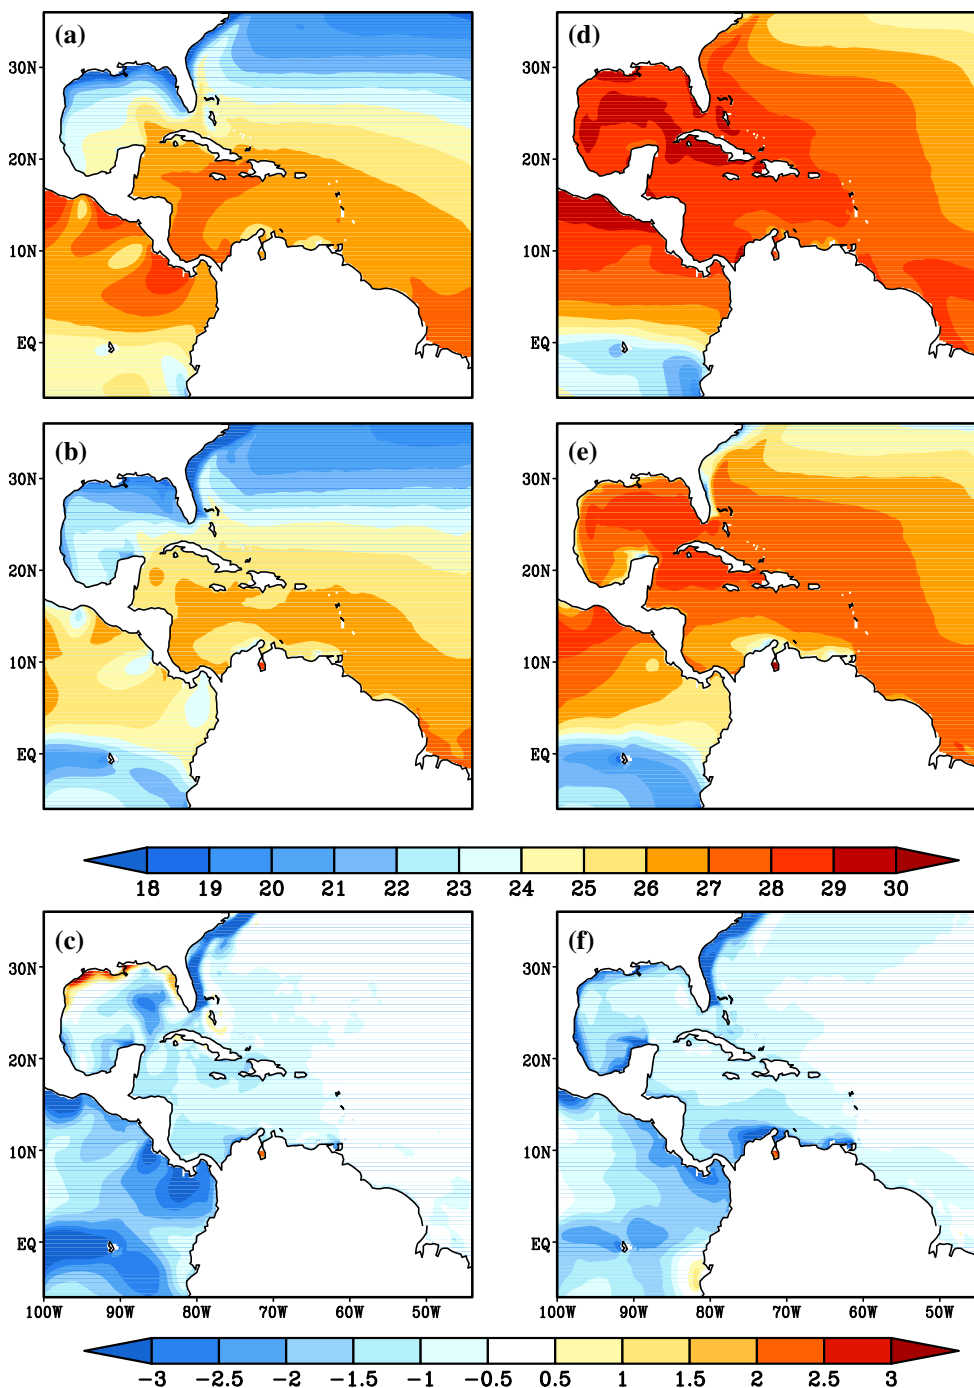 (a) (d)
30N 30N
20N 20N
10N 10N
EQ EQ
(b) (e)
30N 30N
20N 20N
10N 10N
EQ EQ
18 19 20 21 22 23 24 25 26 27 28 29 30
(c) (f)
30N 30N
20N 20N
10N 10N
EQ EQ
100W 90W 80W 70W 60W 50W 100W 90W 80W 70W 60W 50W
−3 −2.5 −2 −1.5 −1 −0.5 0.5 1 1.5 2 2.5 3